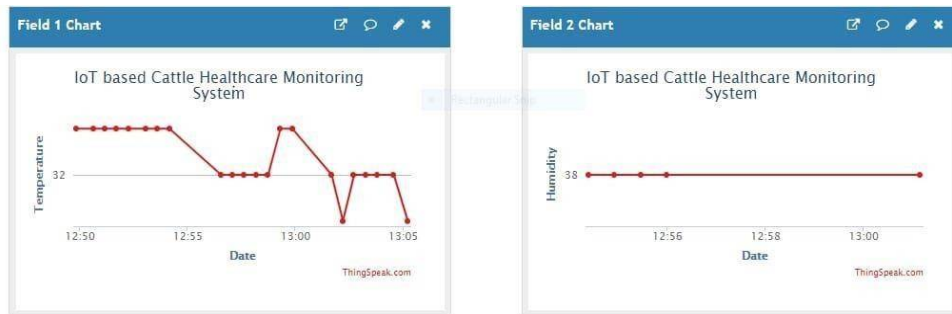 Field 1 Chart
IoT based Cattle Healthcare Monitoring
System
Temperature
32
12:50 12:55 13:00 13:05
Date
ThingSpeak.com
Field 2 Chart
Rectangular Snip
IoT based Cattle Healthcare Monitoring
System
Humidity
38
12:56 12:58 13:00
Date
ThingSpeak.com